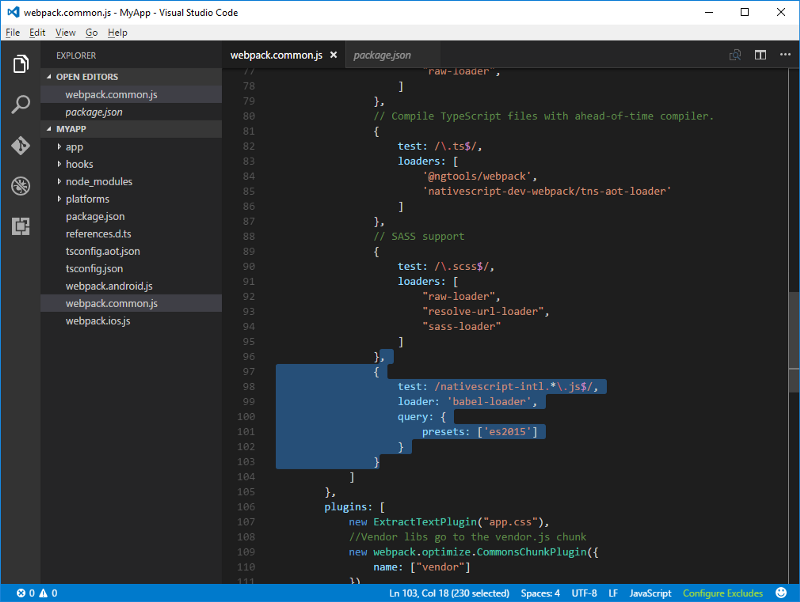 webpack.common.js - MyApp - Visual Studio Code
File Edit View Go Help
EXPLORER
OPEN EDITORS
webpack.common.js
package.json
MYAPP
app
hooks
node_modules
platforms
package.json
references.d.ts
tsconfig.aot.json
tsconfig.json
webpack.android.js
webpack.common.js
webpack.ios.js
webpack.common.js package.json
77 "raw-loader",
78 ]
79 },
80 // Compile TypeScript files with ahead-of-time compiler.
81 {
82 test: /\.ts$/,
83 loaders: [
84 '@ngtools/webpack',
85 'nativescript-dev-webpack/tns-aot-loader'
86 ]
87 },
88 // SASS support
89 {
90 test: /\.scss$/,
91 loaders: [
92 "raw-loader",
93 "resolve-url-loader",
94 "sass-loader"
95 ]
96 },
97 {
98 test: /nativescript-intl.*\.js$/,
99 loader: 'babel-loader',
100 query: {
101 presets: ['es2015']
102 }
103 }
104 ]
105 },
106 plugins: [
107 new ExtractTextPlugin("app.css"),
108 //Vendor libs go to the vendor.js chunk
109 new webpack.optimize.CommonsChunkPlugin({
110 name: ["vendor"]
111 })
0 0 Ln 103, Col 18 (230 selected) Spaces: 4 UTF-8 LF JavaScript Configure Excludes